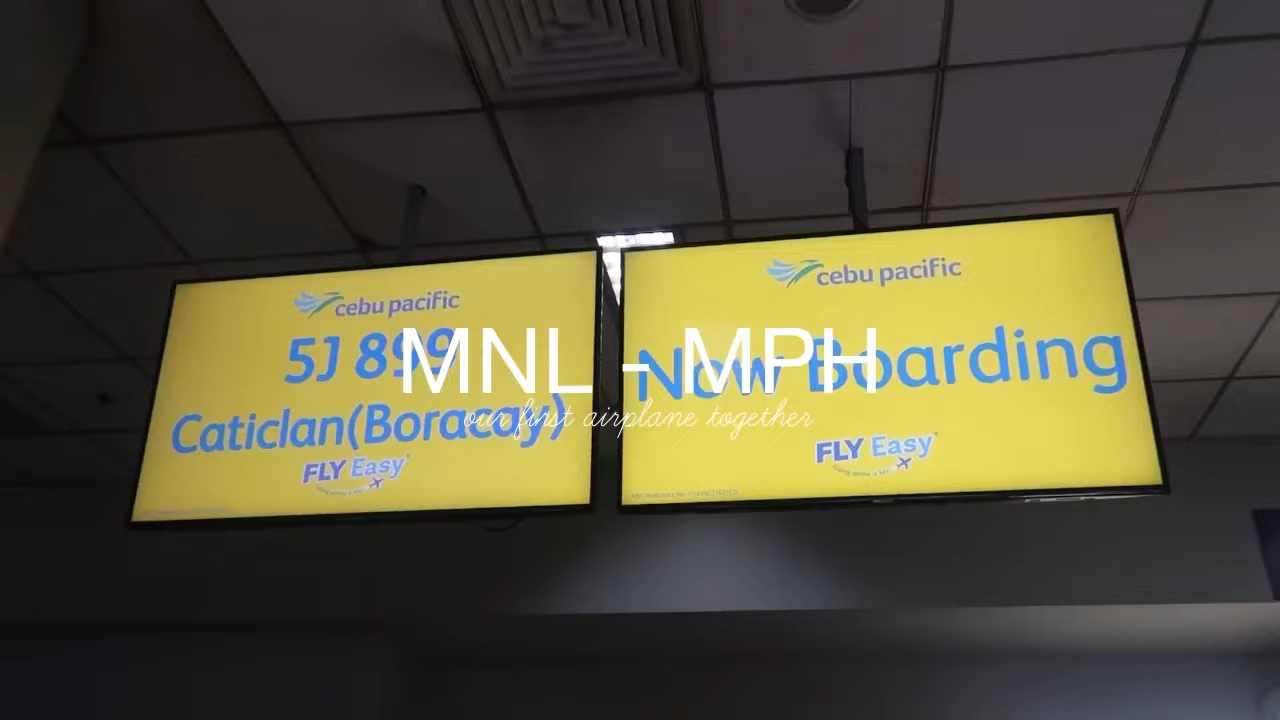 cebu pacific
5J 899
Caticlan(Boracay)
FLY Easy
cebu pacific
Now Boarding
FLY Easy
MNL - MPH
our first airplane together